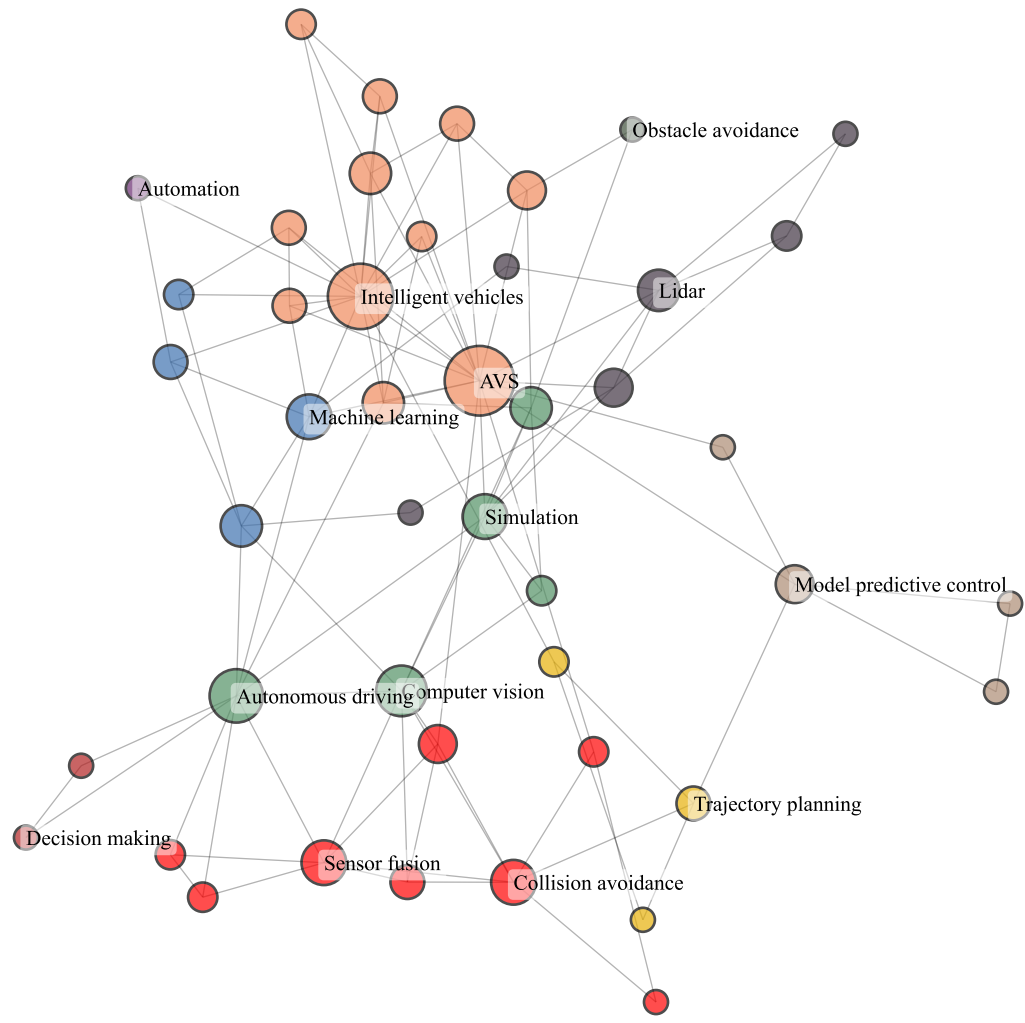 Obstacle avoidance
Automation
Lidar
Intelligent vehicles
AVS
Machine learning
Simulation
Model predictive control
Computer vision
Autonomous driving
Trajectory planning
Decision making
Sensor fusion
Collision avoidance